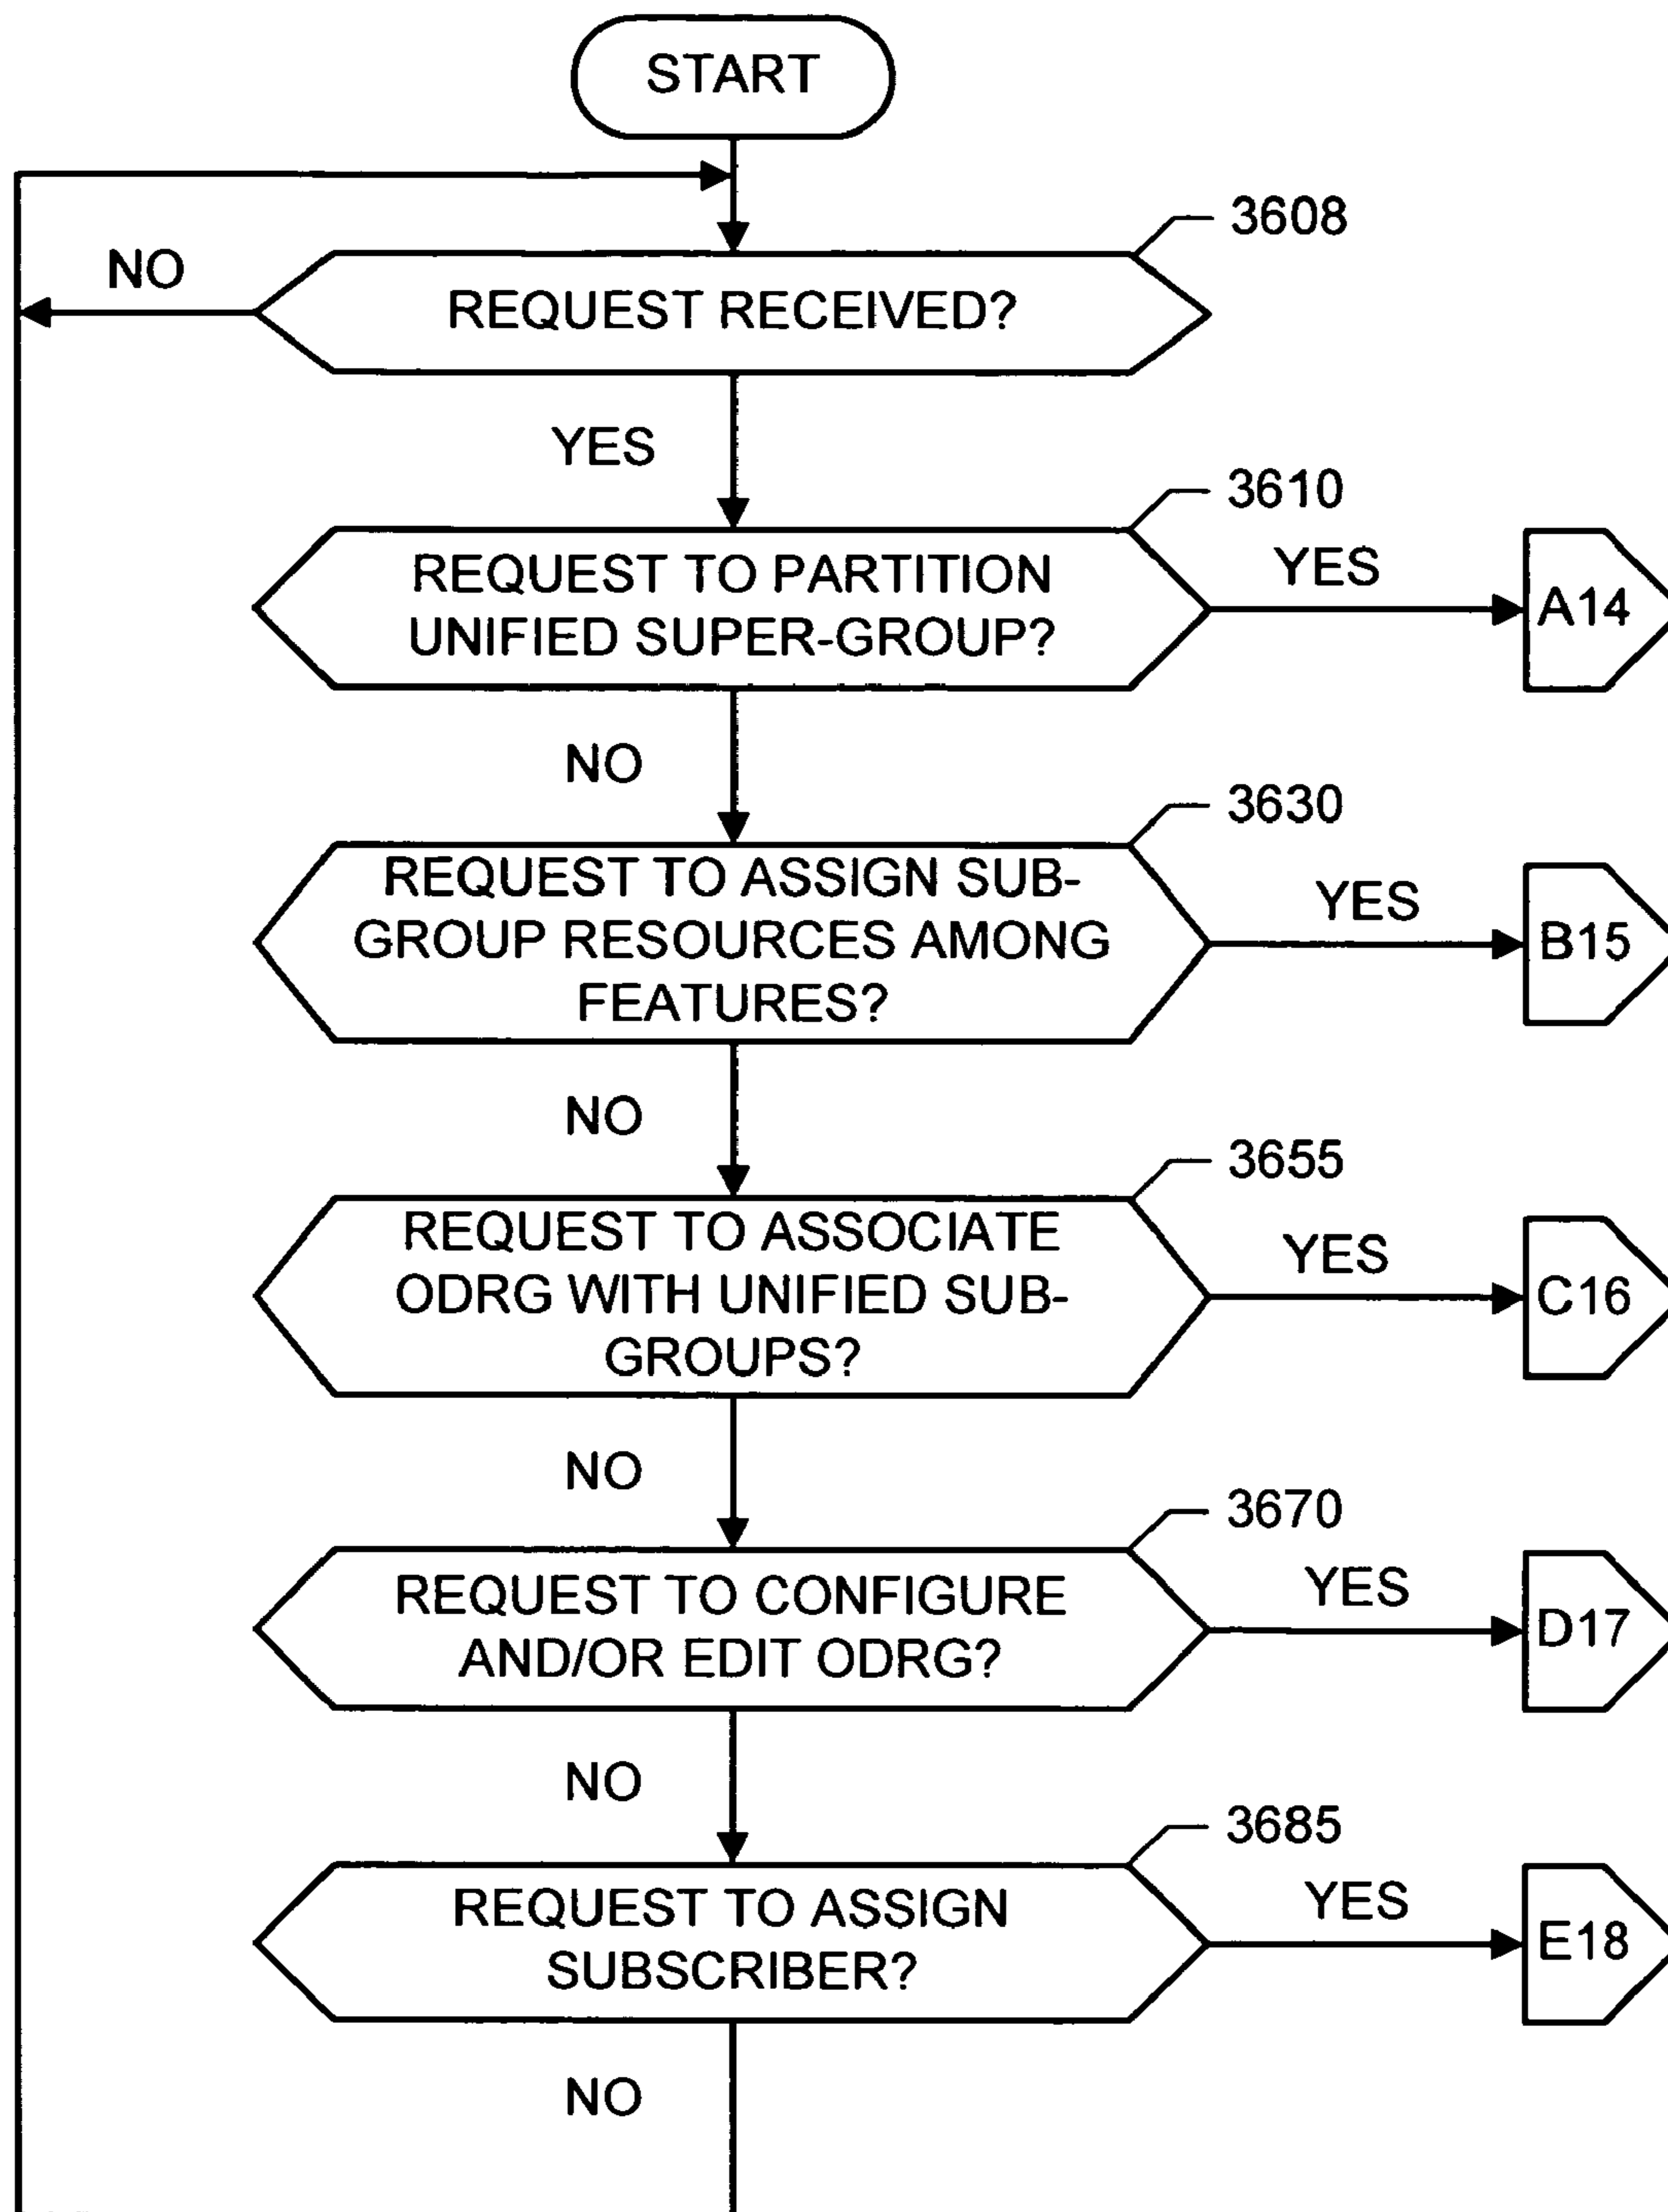 START
3608
NO
REQUEST RECEIVED?
YES
3610
REQUEST TO PARTITION
UNIFIED SUPER-GROUP?
YES
A14
NO
3630
REQUEST TO ASSIGN SUB-
GROUP RESOURCES AMONG
FEATURES?
YES
B15
NO
3655
REQUEST TO ASSOCIATE
ODRG WITH UNIFIED SUB-
GROUPS?
YES
C16
NO
3670
REQUEST TO CONFIGURE
AND/OR EDIT ODRG?
YES
D17
NO
3685
REQUEST TO ASSIGN
SUBSCRIBER?
YES
E18
NO